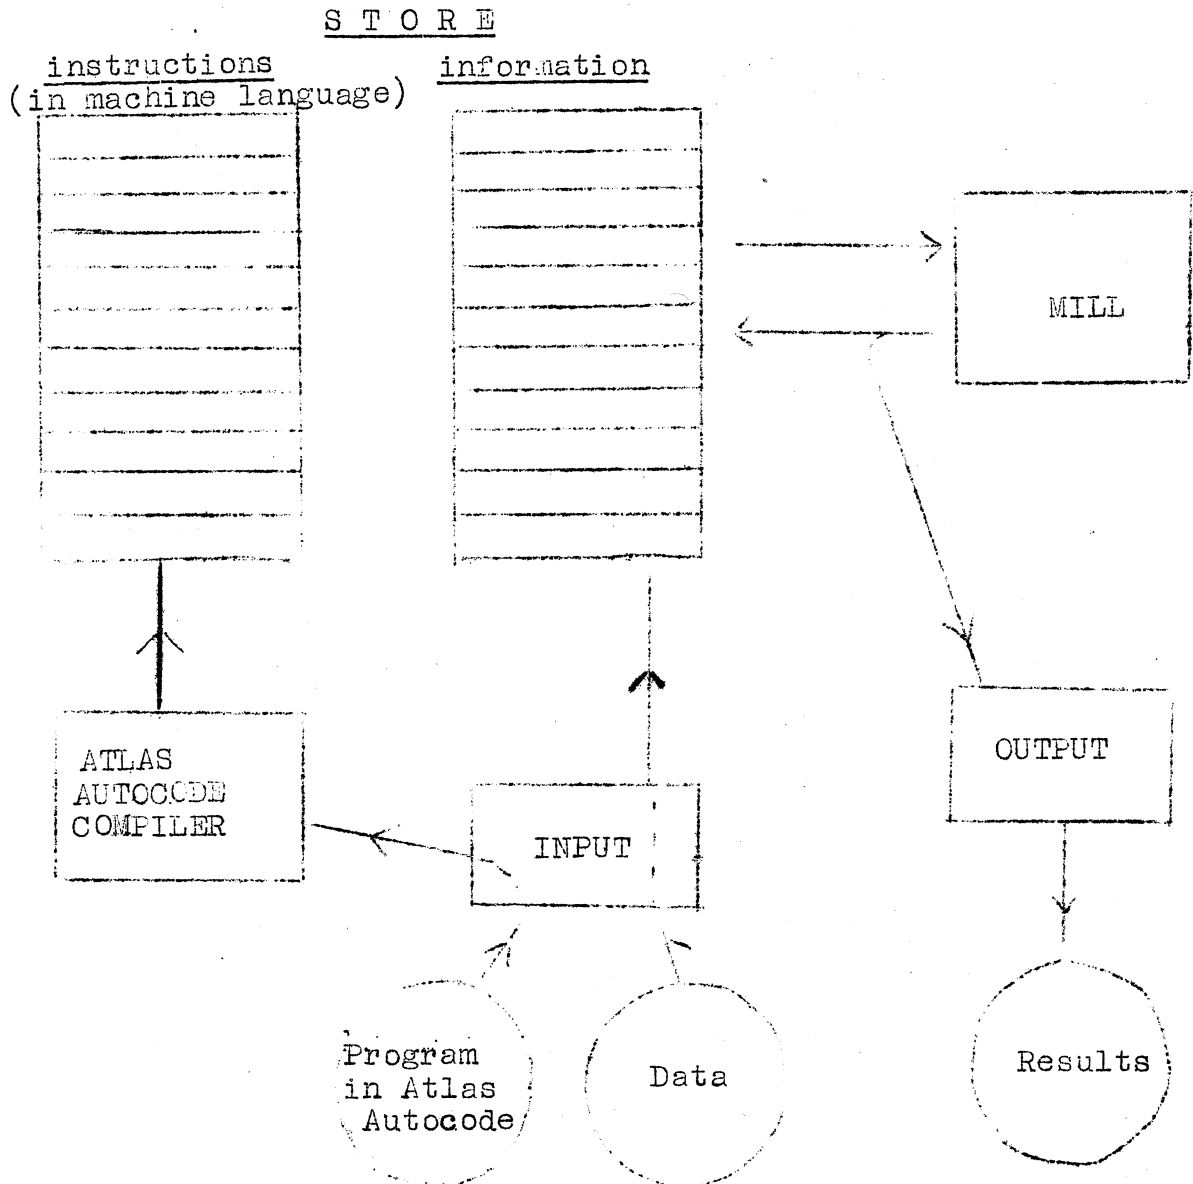 S T O R E
instructions
(in machine language)
information
MILL
ATLAS
AUTOCODE
COMPILER
INPUT
OUTPUT
Program
in Atlas
Autocode
Data
Results